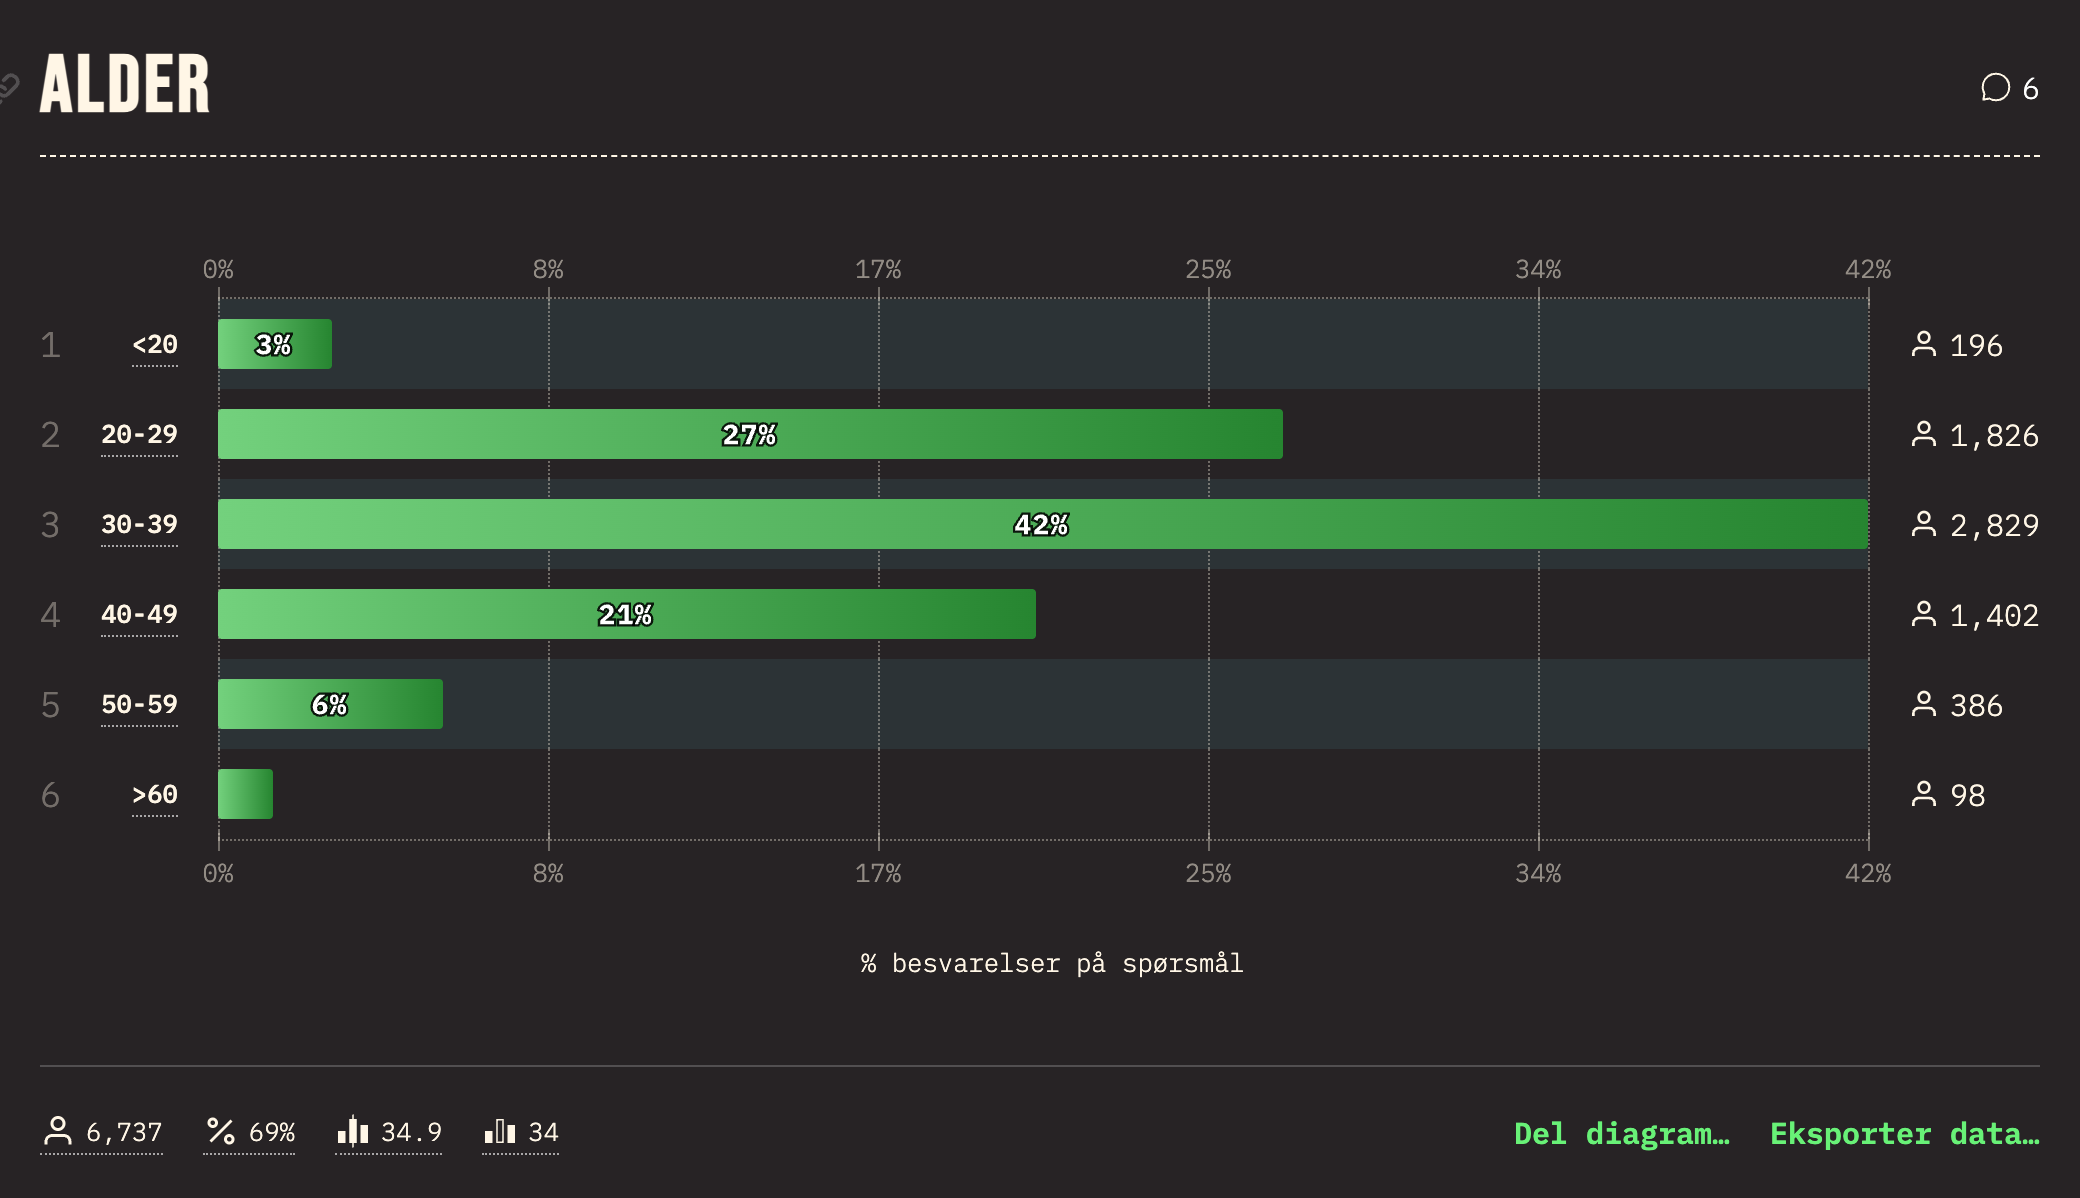 ALDER
6
0% 8% 17% 25% 34% 42%
1 <20 3% 196
2 20-29 27% 1,826
3 30-39 42% 2,829
4 40-49 21% 1,402
5 50-59 6% 386
6 >60 98
0% 8% 17% 25% 34% 42%
% besvarelser på spørsmål
6,737 69% 34.9 34 Del diagram… Eksporter data…